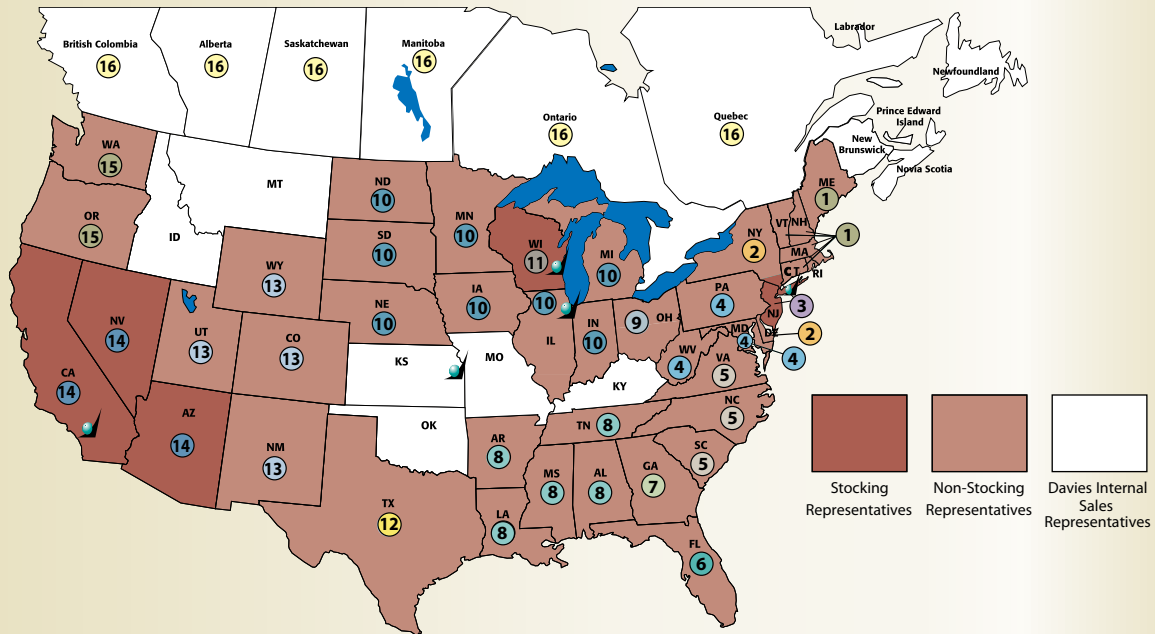 British Colombia
16
Alberta
16
Saskatchewan
16
Manitoba
16
Ontario
16
Quebec
16
Labrador
Newfoundland
Prince Edward
Island
New
Brunswick
Novia Scotia
WA
15
OR
15
ID
MT
ND
10
SD
10
NE
10
MN
10
IA
10
WI
11
MI
10
10
IL
IN
10
9
OH
WY
13
NV
14
UT
13
CO
13
CA
14
AZ
14
NM
13
KS
MO
OK
KY
TX
12
AR
8
LA
8
TN
8
MS
8
AL
8
GA
7
FL
6
SC
5
NC
5
VA
5
WV
4
PA
4
MD
4
DE
2
4
NJ
3
NY
2
VT
NH
ME
1
MA
1
CT
RI
Stocking
Representatives
Non-Stocking
Representatives
Davies Internal
Sales
Representatives